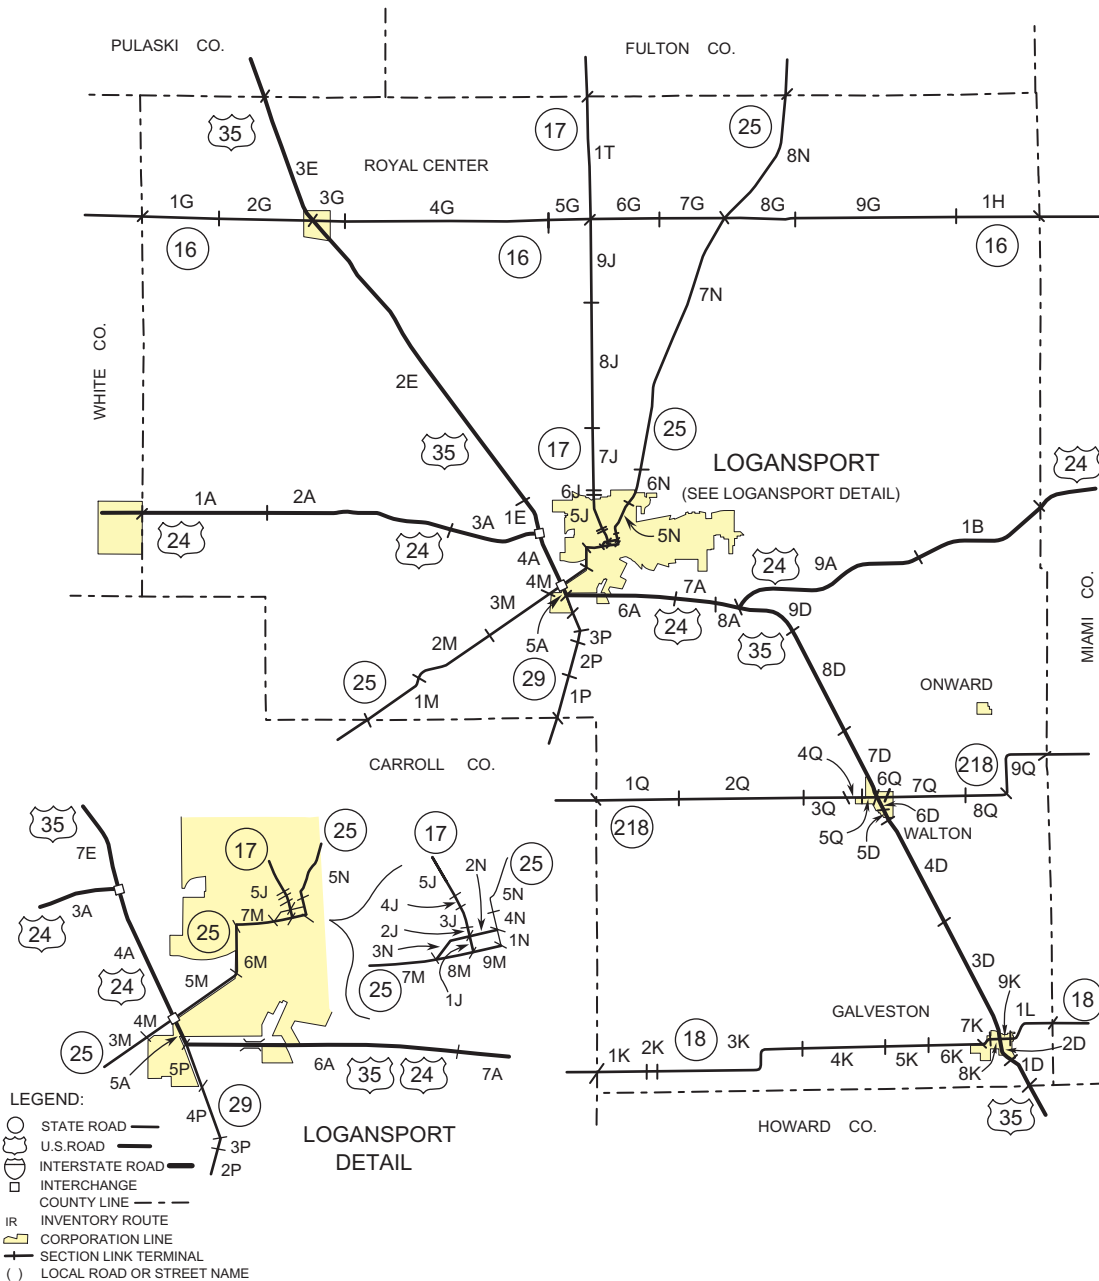 PULASKI CO.
FULTON CO.
35
17
25
3E
ROYAL CENTER
1T
8N
1G
2G
3G
4G
5G
6G
7G
8G
9G
1H
16
16
16
9J
7N
WHITE CO.
2E
8J
35
17
25
7J
LOGANSPORT
(SEE LOGANSPORT DETAIL)
24
6J
6N
1A
2A
1E
5J
5N
1B
24
24
3A
4A
9A
24
4M
7A
3M
6A
24
8A
9D
5A
3P
35
MIAMI CO.
2M
2P
8D
25
29
1M
1P
ONWARD
CARROLL CO.
7D
4Q
6Q
7Q
218
9Q
1Q
2Q
3Q
8Q
218
5Q
6D
WALTON
5D
4D
35
7E
17
25
17
2N
25
5J
5N
5J
5N
3A
7M
4J
4N
24
25
3J
2J
1N
3N
4A
6M
7M
8M
9M
25
1J
24
5M
3D
9K
GALVESTON
1L
18
4M
3M
7K
25
5A
5P
6A
35
24
7A
1K
2K
18
3K
4K
5K
6K
8K
2D
1D
4P
29
35
HOWARD CO.
3P
2P
LOGANSPORT
DETAIL
LEGEND:
STATE ROAD
U.S.ROAD
INTERSTATE ROAD
INTERCHANGE
COUNTY LINE
IR INVENTORY ROUTE
CORPORATION LINE
SECTION LINK TERMINAL
( ) LOCAL ROAD OR STREET NAME